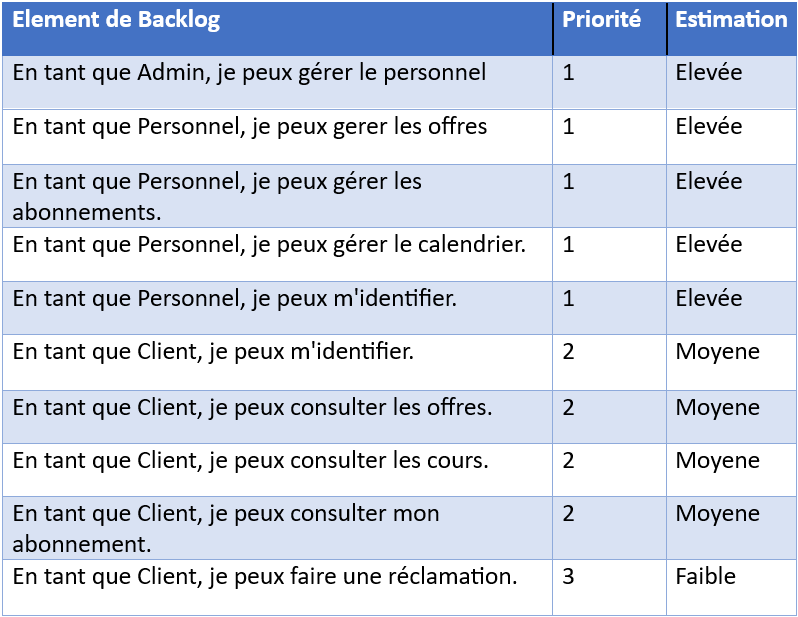 Element de Backlog Priorité Estimation
En tant que Admin, je peux gérer le personnel 1 Elevée
En tant que Personnel, je peux gerer les offres 1 Elevée
En tant que Personnel, je peux gérer les 1 Elevée
abonnements.
En tant que Personnel, je peux gérer le calendrier. 1 Elevée
En tant que Personnel, je peux m'identifier. 1 Elevée
En tant que Client, je peux m'identifier. 2 Moyene
En tant que Client, je peux consulter les offres. 2 Moyene
En tant que Client, je peux consulter les cours. 2 Moyene
En tant que Client, je peux consulter mon 2 Moyene
abonnement.
En tant que Client, je peux faire une réclamation. 3 Faible